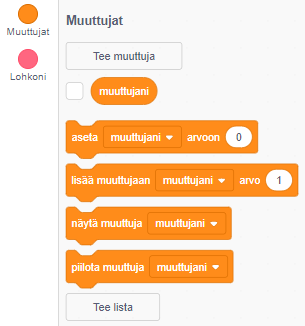 Muuttujat
Lohkoni
Muuttujat
Tee muuttuja
muuttujani
aseta muuttujani arvoon 0
lisää muuttujaan muuttujani arvo 1
näytä muuttuja muuttujani
piilota muuttuja muuttujani
Tee lista